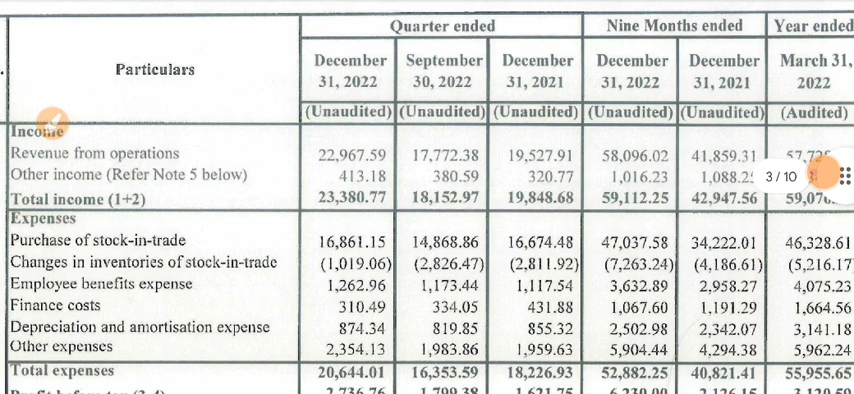 Quarter ended Nine Months ended Year ended
Particulars
December 31, 2022 September 30, 2022 December 31, 2021 December 31, 2022 December 31, 2021 March 31, 2022
(Unaudited) (Unaudited) (Unaudited) (Unaudited) (Unaudited) (Audited)
Income
Revenue from operations 22,967.59 17,772.38 19,527.91 58,096.02 41,859.31
Other income (Refer Note 5 below) 413.18 380.59 320.77 1,016.23
3 / 10
Total income (1+2) 23,380.77 18,152.97 19,848.68 59,112.25 42,947.56
Expenses
Purchase of stock-in-trade 16,861.15 14,868.86 16,674.48 47,037.58 34,222.01 46,328.61
Changes in inventories of stock-in-trade (1,019.06) (2,826.47) (2,811.92) (7,263.24) (4,186.61) (5,216.17
Employee benefits expense 1,262.96 1,173.44 1,117.54 3,632.89 2,958.27 4,075.23
Finance costs 310.49 334.05 431.88 1,067.60 1,191.29 1,664.56
Depreciation and amortisation expense 874.34 819.85 855.32 2,502.98 2,342.07 3,141.18
Other expenses 2,354.13 1,983.86 1,959.63 5,904.44 4,294.38 5,962.24
Total expenses 20,644.01 16,353.59 18,226.93 52,882.25 40,821.41 55,955.65